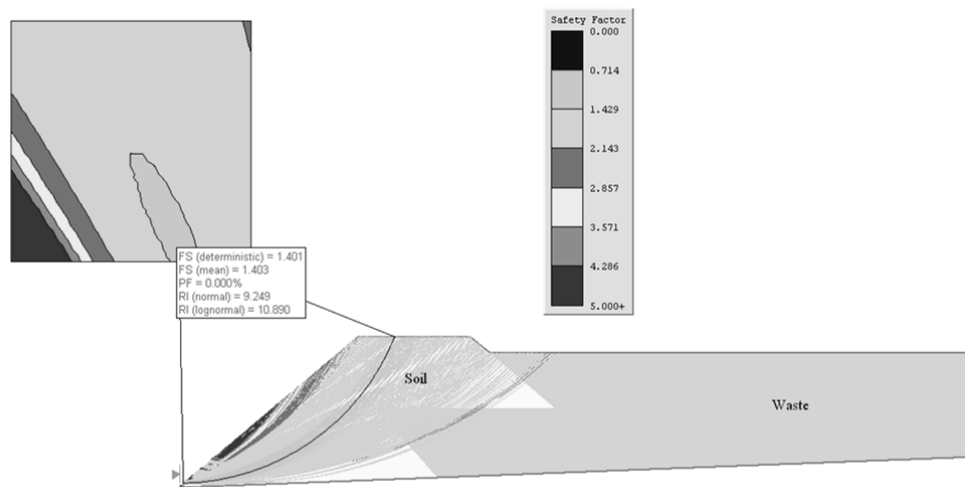 Safety Factor
0.000
0.714
1.429
2.143
2.857
3.571
4.286
5.000+
FS (deterministic) = 1.401
FS (mean) = 1.403
PF = 0.000%
RI (normal) = 9.249
RI (lognormal) = 10.890
Soil
Waste